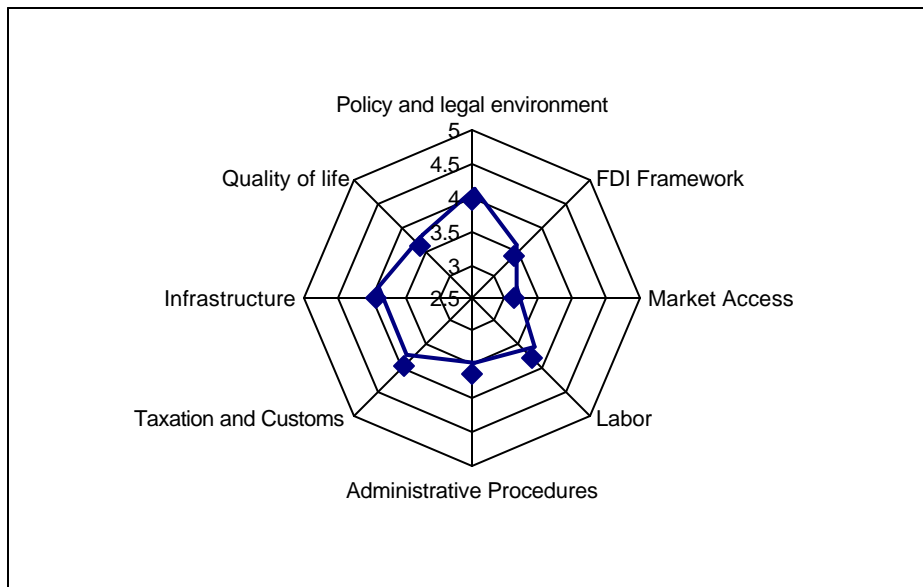 Policy and legal environment
5
Quality of life
4.5
FDI Framework
4
3.5
3
Infrastructure
2.5
Market Access
Taxation and Customs
Labor
Administrative Procedures